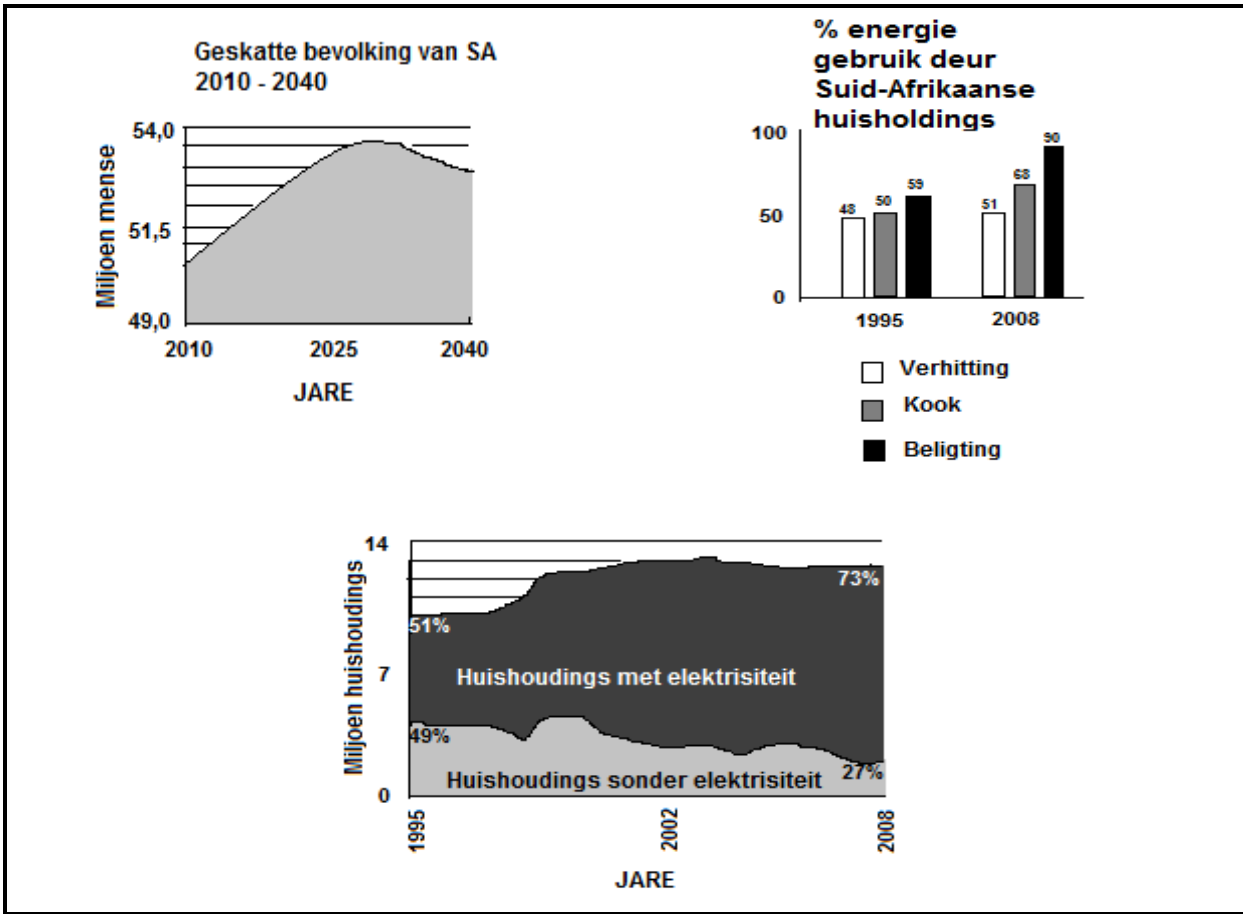 Geskatte bevolking van SA
2010 - 2040
54,0
51,5
49,0
Miljoen mense
2010 2025 2040
JARE
% energie
gebruik deur
Suid-Afrikaanse
huisholdings
100
50
0
48 50 59
51 68 90
1995 2008
Verhitting
Kook
Beligting
14
7
0
Miljoen huishoudings
51%
73%
Huishoudings met elektrisiteit
49%
27%
Huishoudings sonder elektrisiteit
1995 2002 2008
JARE